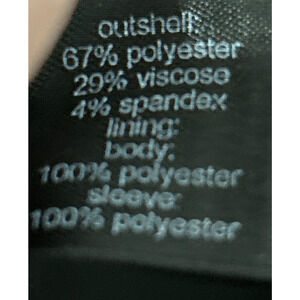 outshell:
67% polyester
29% viscose
4% spandex
lining:
body:
100% polyester
sleeve:
100% polyester